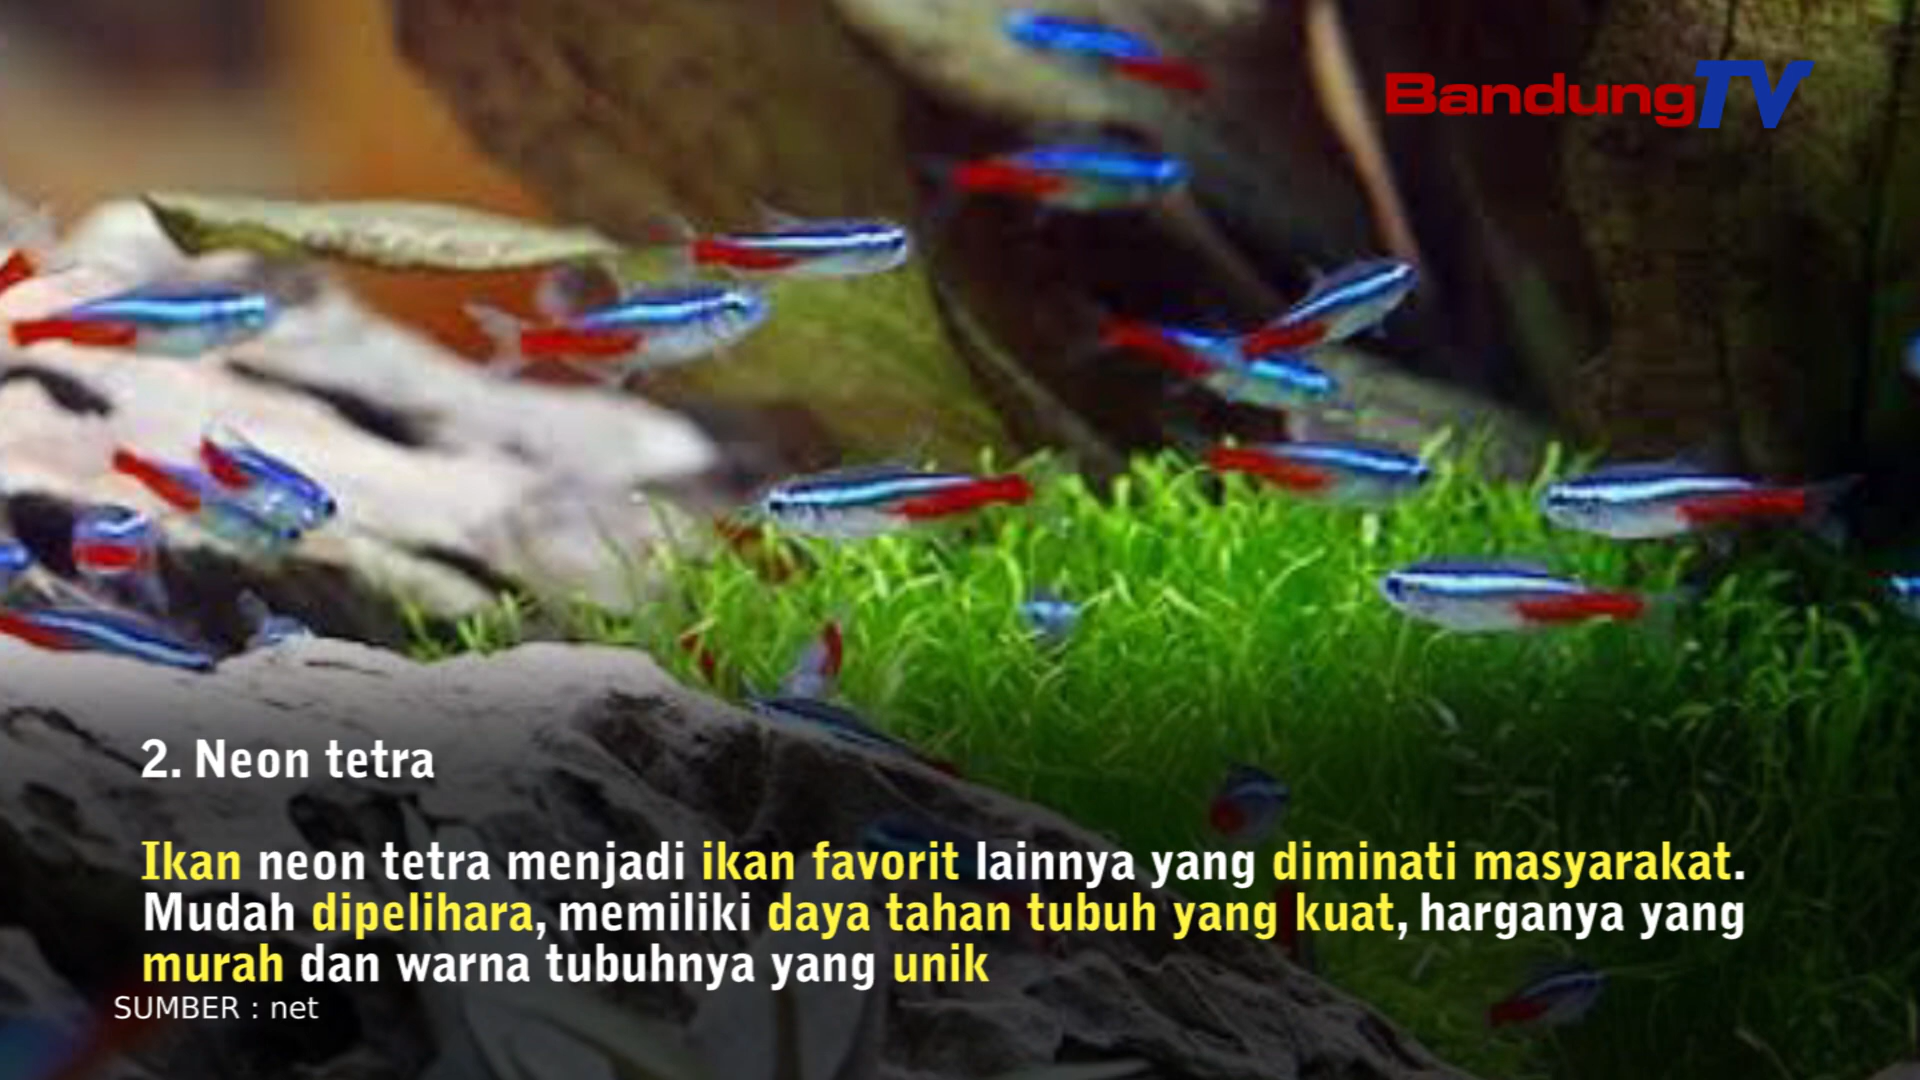 BandungTV
2. Neon tetra
Ikan neon tetra menjadi ikan favorit lainnya yang diminati masyarakat.
Mudah dipelihara, memiliki daya tahan tubuh yang kuat, harganya yang
murah dan warna tubuhnya yang unik
SUMBER : net